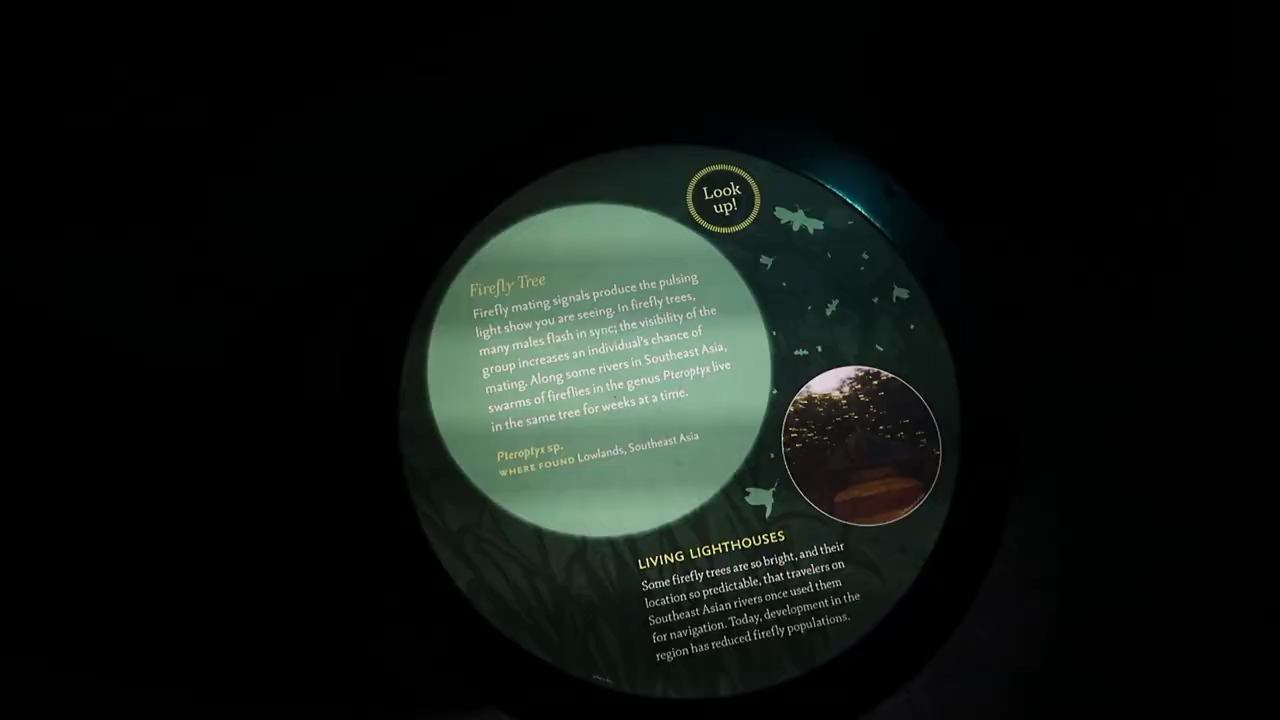 Look
up!
Firefly Tree
Firefly mating signals produce the pulsing
light show you are seeing. In firefly trees,
many males flash in sync; the visibility of the
group increases an individual's chance of
mating. Along some rivers in Southeast Asia,
swarms of fireflies in the genus Pteroptyx live
in the same tree for weeks at a time.
Pteroptyx sp.
WHERE FOUND Lowlands, Southeast Asia
LIVING LIGHTHOUSES
Some firefly trees are so bright, and their
location so predictable, that travelers on
Southeast Asian rivers once used them
for navigation. Today, development in the
region has reduced firefly populations.